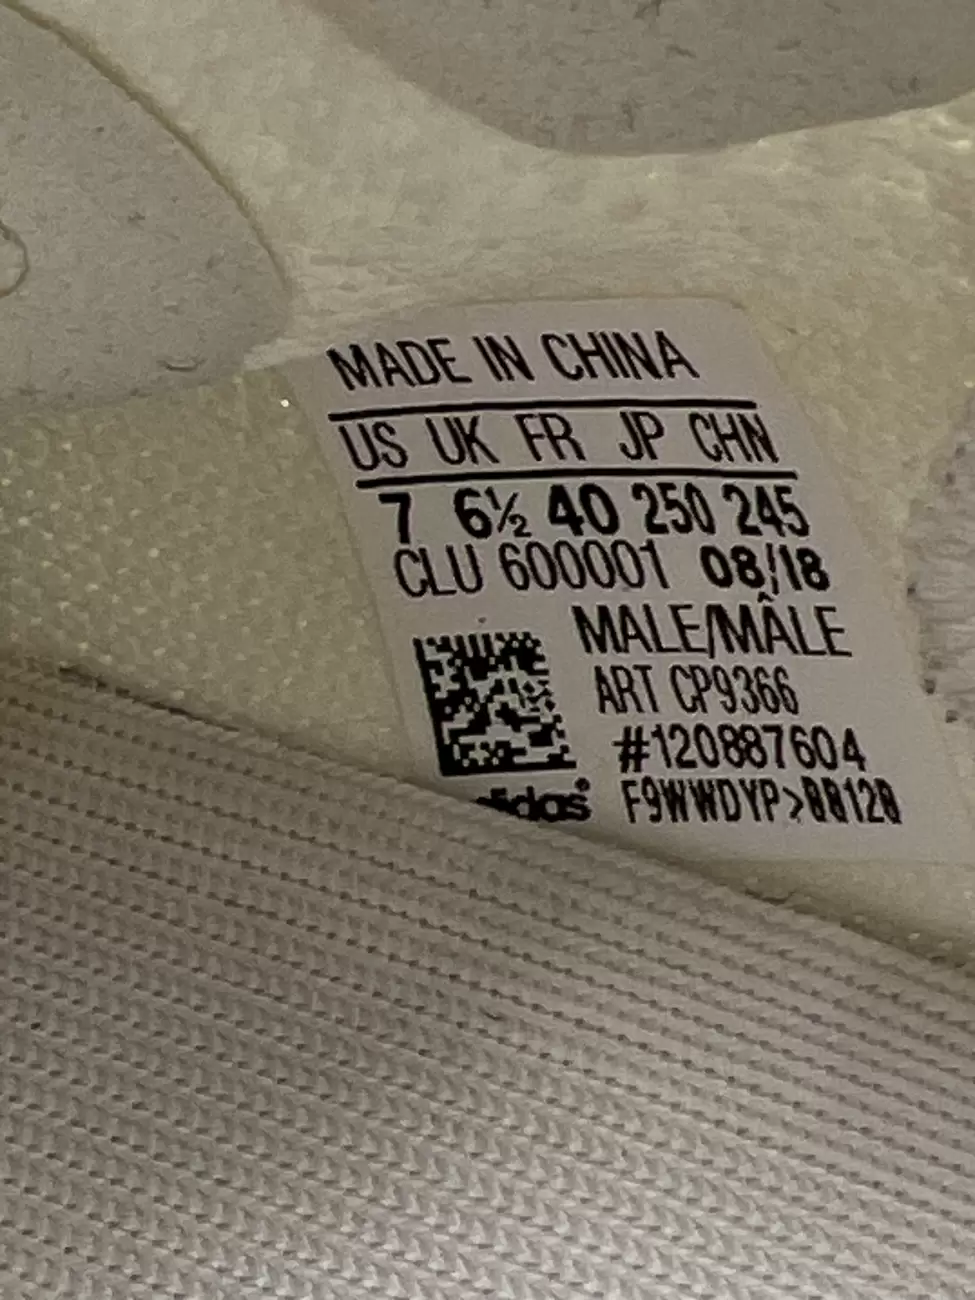 MADE IN CHINA
US UK FR JP CHN
7 6½ 40 250 245
CLU 600001 08/18
MALE/MÂLE
ART CP9366
#120887604
adidas® F9WWDYP>00120